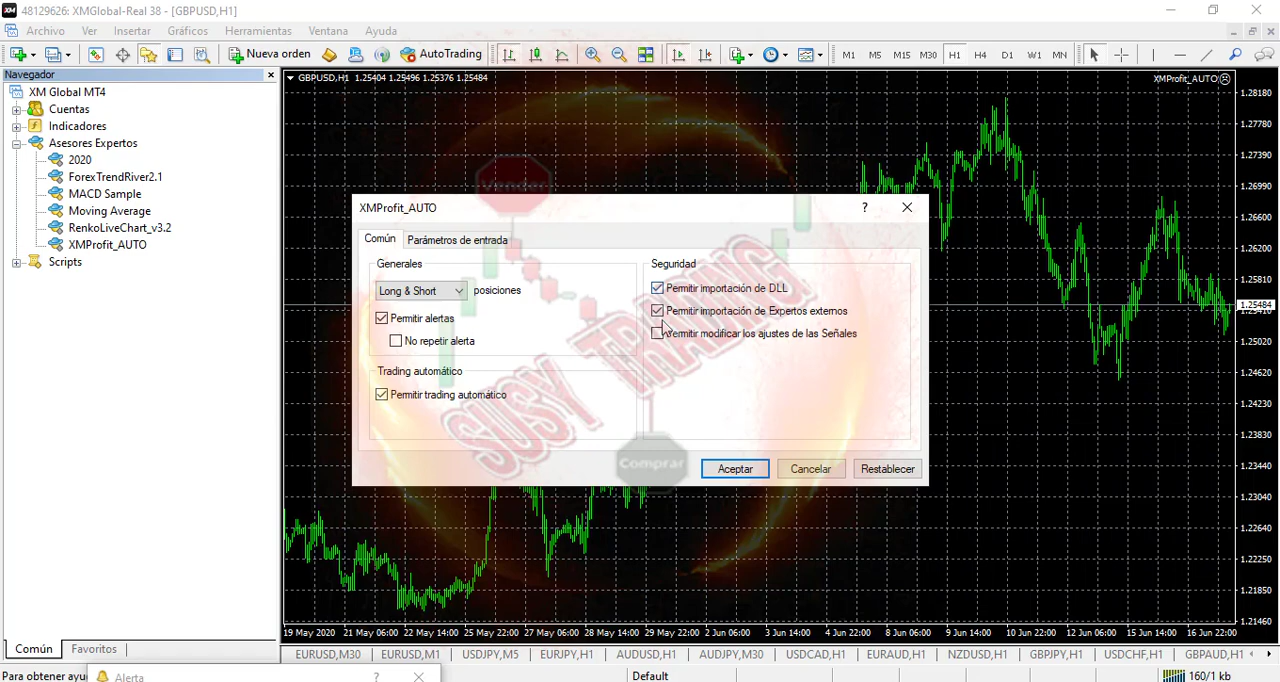 48129626: XMGlobal-Real 38 - [GBPUSD,H1]
Archivo Ver Insertar Gráficos Herramientas Ventana Ayuda
Nueva orden AutoTrading M1 M5 M15 M30 H1 H4 D1 W1 MN
Navegador
XM Global MT4
Cuentas
Indicadores
Asesores Expertos
2020
ForexTrendRiver2.1
MACD Sample
Moving Average
RenkoLiveChart_v3.2
XMProfit_AUTO
Scripts
Común Favoritos
GBPUSD,H1 1.25404 1.25496 1.25376 1.25484
XMProfit_AUTO
Vender
XMProfit_AUTO
?
Común Parámetros de entrada
Generales
Long & Short posiciones
Permitir alertas
No repetir alerta
Trading automático
Permitir trading automático
Seguridad
Permitir importación de DLL
Permitir importación de Expertos externos
Permitir modificar los ajustes de las Señales
SUSY TRADING
Comprar
Aceptar Cancelar Restablecer
1.28180
1.27780
1.27390
1.26990
1.26600
1.26200
1.25810
1.25484
1.25410
1.25020
1.24620
1.24230
1.23830
1.23440
1.23040
1.22650
1.22250
1.21850
1.21460
19 May 2020 21 May 06:00 22 May 14:00 25 May 22:00 27 May 06:00 28 May 14:00 29 May 22:00 2 Jun 06:00 3 Jun 14:00 4 Jun 22:00 8 Jun 06:00 9 Jun 14:00 10 Jun 22:00 12 Jun 06:00 15 Jun 14:00 16 Jun 22:00
EURUSD,M30 EURUSD,M1 USDJPY,M5 EURJPY,H1 AUDUSD,H1 AUDJPY,M30 USDCAD,H1 EURAUD,H1 NZDUSD,H1 GBPJPY,H1 USDCHF,H1 GBPAUD,H1
Para obtener ayu
Alerta ?
Default
160/1 kb